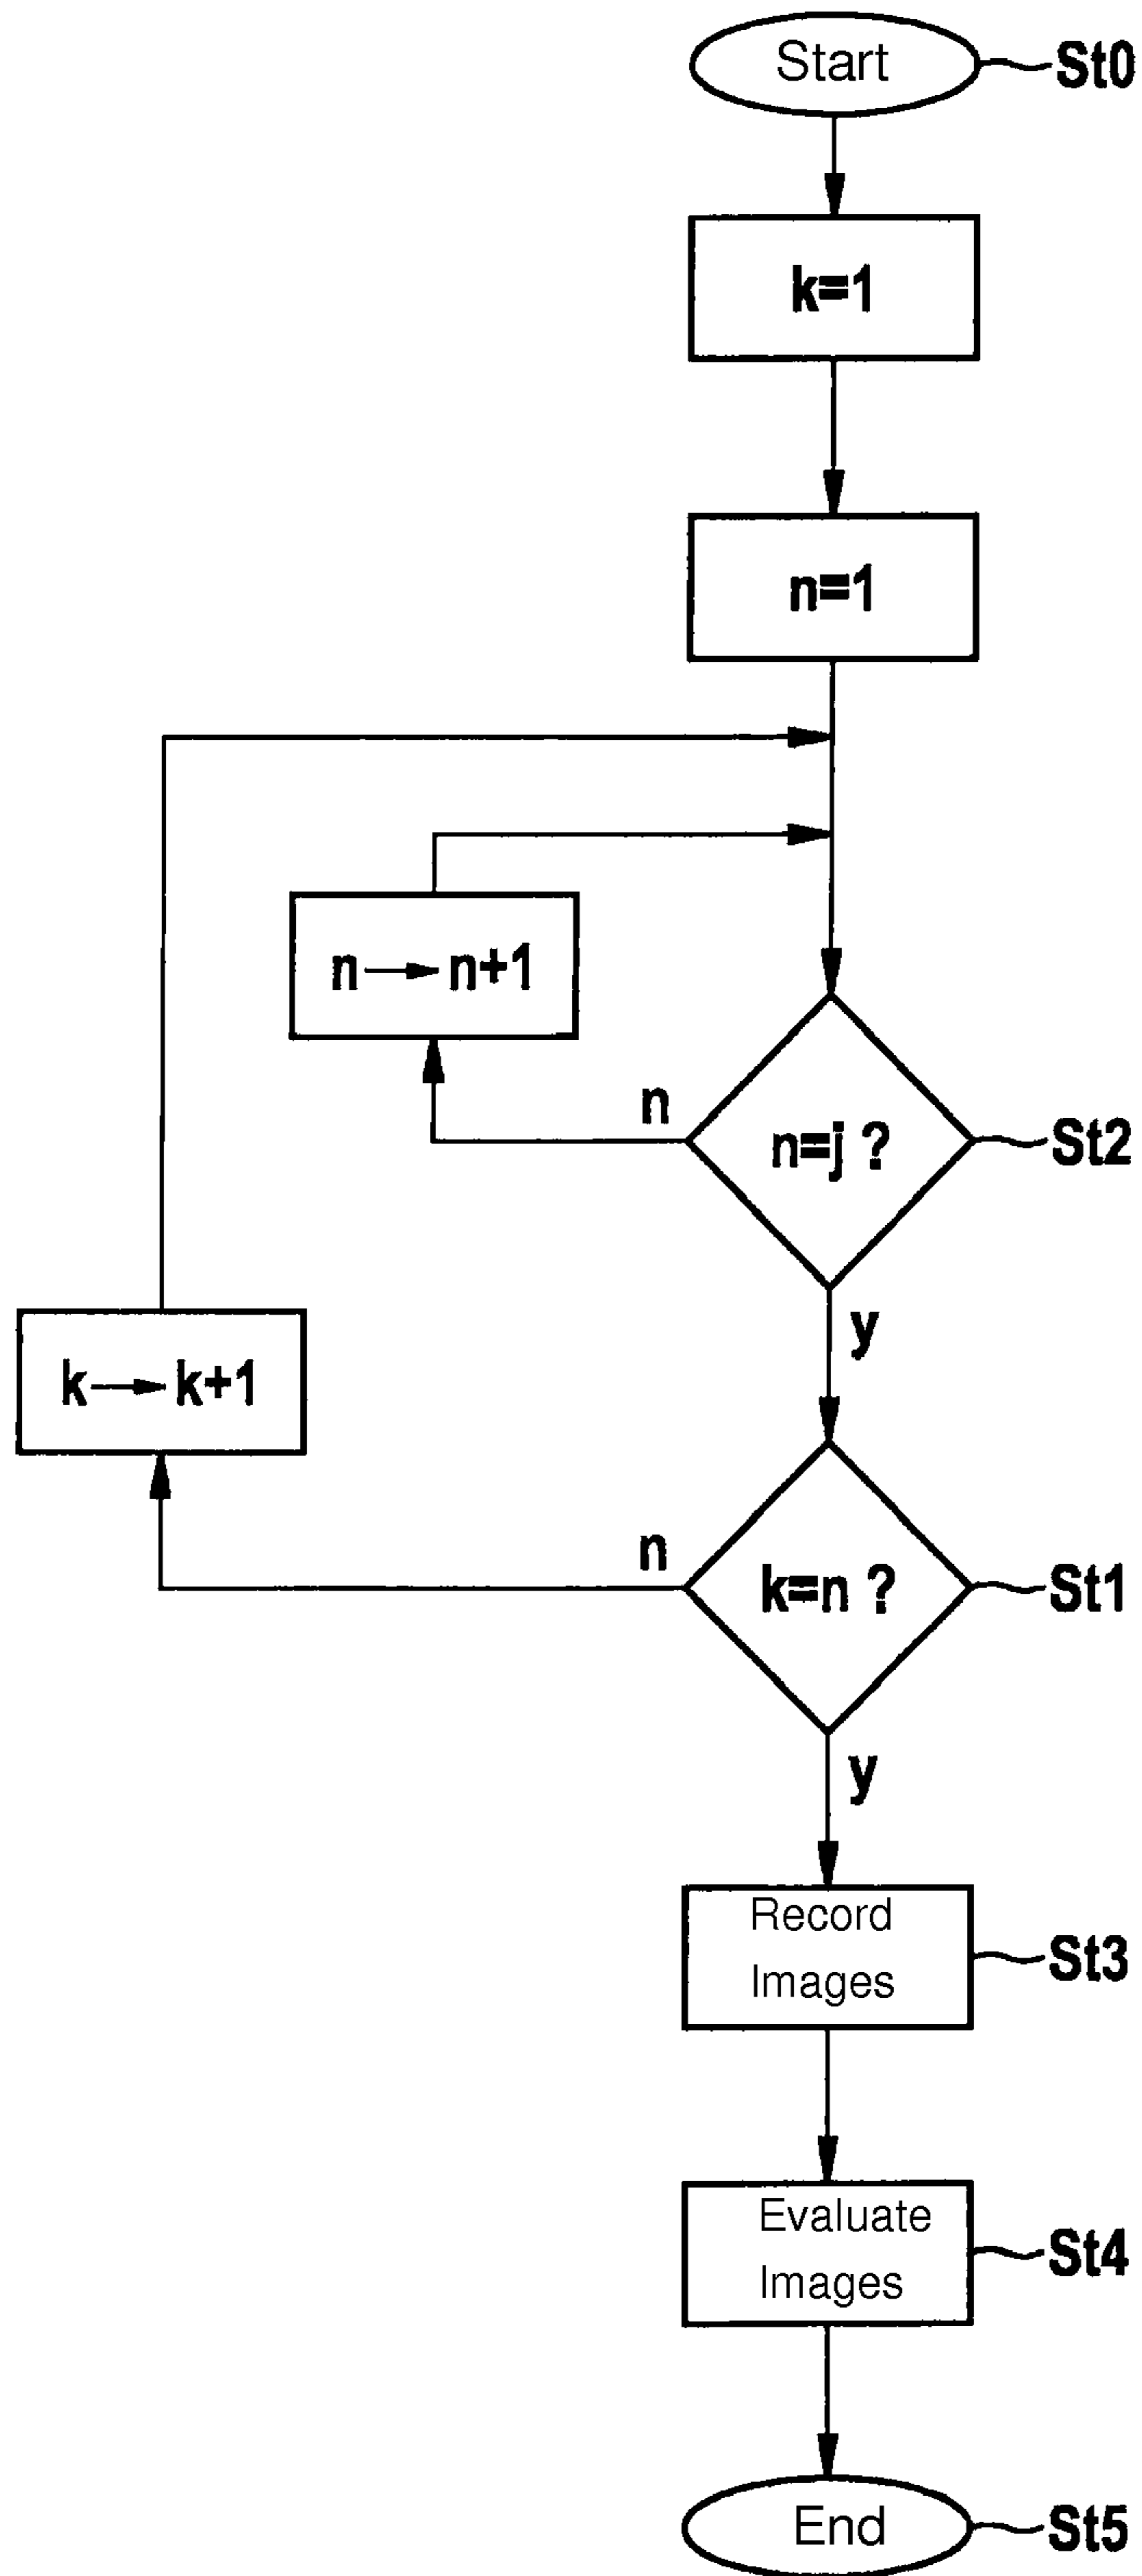 Start
St0
k=1
n=1
n→n+1
n
n=j ?
St2
y
k→k+1
n
k=n ?
St1
y
Record
Images
St3
Evaluate
Images
St4
End
St5